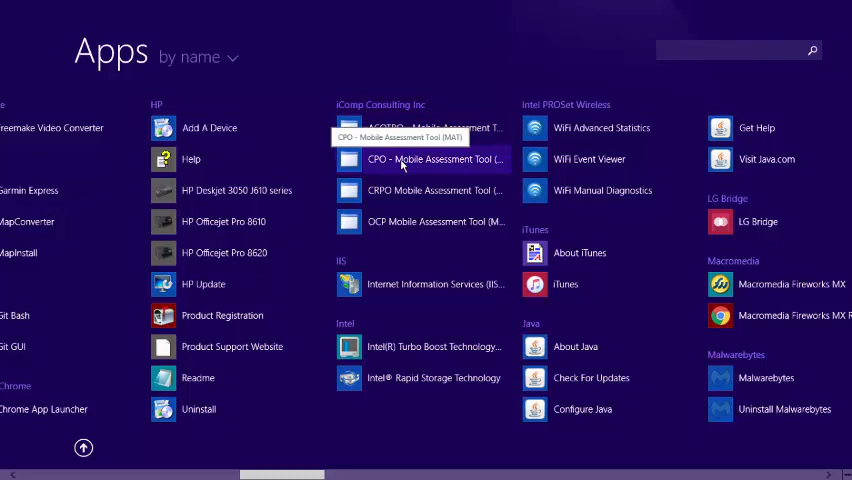 Apps by name
Freemake Video Converter
Garmin Express
MapConverter
MapInstall
Git Bash
Git GUI
Chrome
Chrome App Launcher
HP
Add A Device
Help
HP Deskjet 3050 J610 series
HP Officejet Pro 8610
HP Officejet Pro 8620
HP Update
Product Registration
Product Support Website
Readme
Uninstall
iComp Consulting Inc
CPO - Mobile Assessment Tool (MAT)
CPO - Mobile Assessment Tool (...
CRPO Mobile Assessment Tool (...
OCP Mobile Assessment Tool (M...
IIS
Internet Information Services (IIS...
Intel
Intel(R) Turbo Boost Technology...
Intel® Rapid Storage Technology
Intel PROSet Wireless
WiFi Advanced Statistics
WiFi Event Viewer
WiFi Manual Diagnostics
iTunes
About iTunes
iTunes
Java
About Java
Check For Updates
Configure Java
Get Help
Visit Java.com
LG Bridge
LG Bridge
Macromedia
Macromedia Fireworks MX
Macromedia Fireworks MX R
Malwarebytes
Malwarebytes
Uninstall Malwarebytes